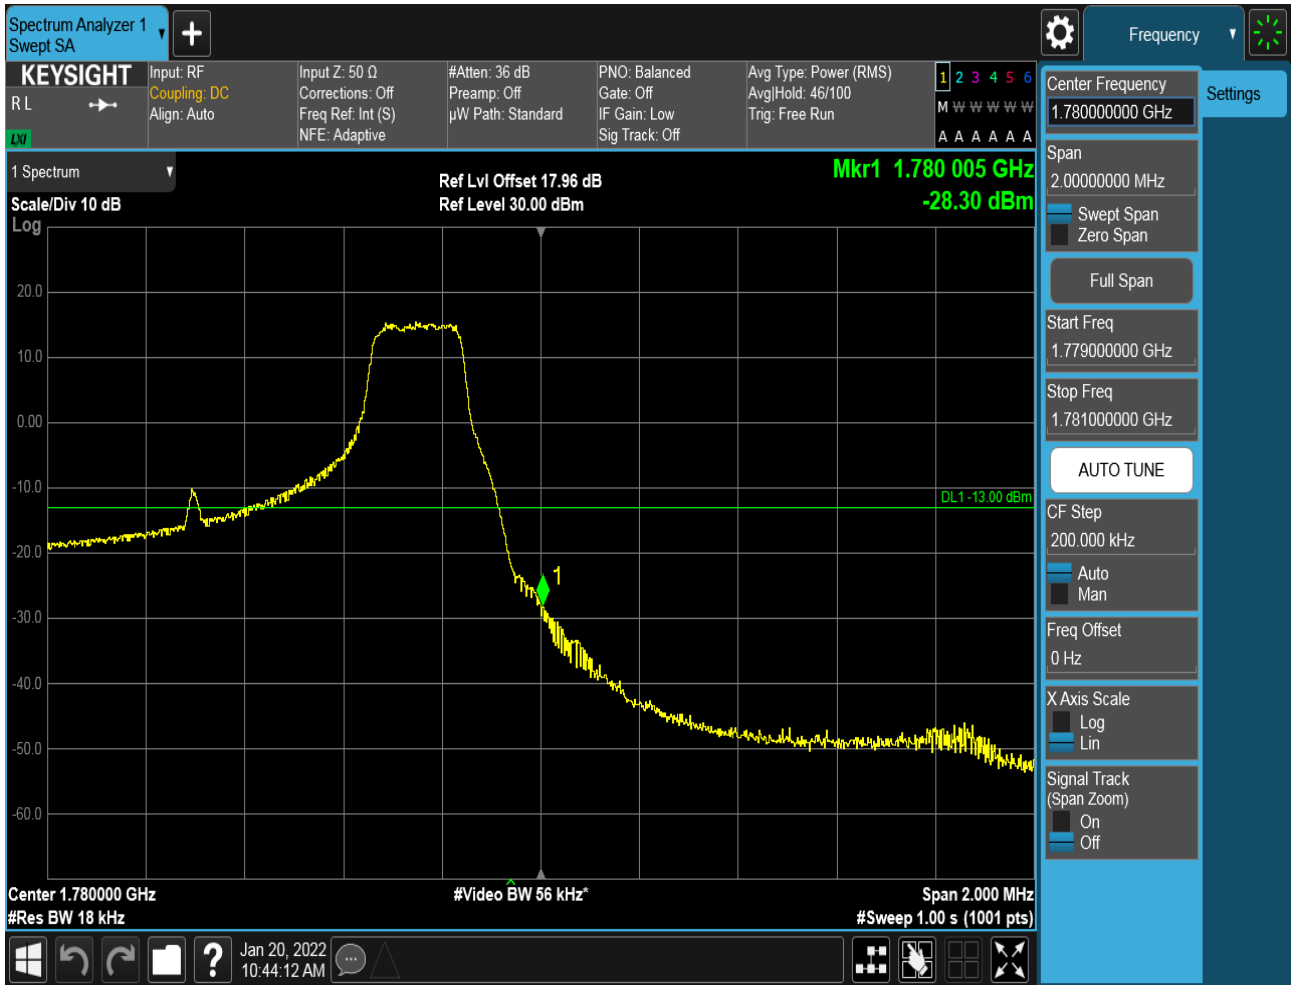 Spectrum Analyzer 1
Swept SA
Frequency
KEYSIGHT
R L
LXI
Input: RF
Coupling: DC
Align: Auto
Input Z: 50 Ω
Corrections: Off
Freq Ref: Int (S)
NFE: Adaptive
#Atten: 36 dB
Preamp: Off
µW Path: Standard
PNO: Balanced
Gate: Off
IF Gain: Low
Sig Track: Off
Avg Type: Power (RMS)
Avg|Hold: 46/100
Trig: Free Run
1 2 3 4 5 6
M W W W W W
A A A A A A
1 Spectrum
Scale/Div 10 dB
Log
Ref Lvl Offset 17.96 dB
Ref Level 30.00 dBm
Mkr1 1.780 005 GHz
-28.30 dBm
20.0
10.0
0.00
-10.0
-20.0
-30.0
-40.0
-50.0
-60.0
DL1 -13.00 dBm
1
Center 1.780000 GHz
#Res BW 18 kHz
#Video BW 56 kHz*
Span 2.000 MHz
#Sweep 1.00 s (1001 pts)
Jan 20, 2022
10:44:12 AM
Center Frequency
1.780000000 GHz
Settings
Span
2.00000000 MHz
Swept Span
Zero Span
Full Span
Start Freq
1.779000000 GHz
Stop Freq
1.781000000 GHz
AUTO TUNE
CF Step
200.000 kHz
Auto
Man
Freq Offset
0 Hz
X Axis Scale
Log
Lin
Signal Track
(Span Zoom)
On
Off